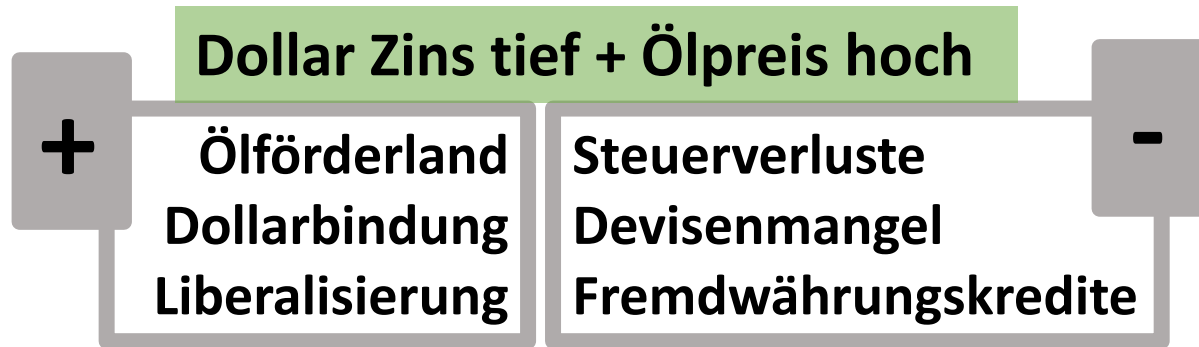 Dollar Zins tief + Ölpreis hoch
+
-
Ölförderland
Dollarbindung
Liberalisierung
Steuerverluste
Devisenmangel
Fremdwährungskredite